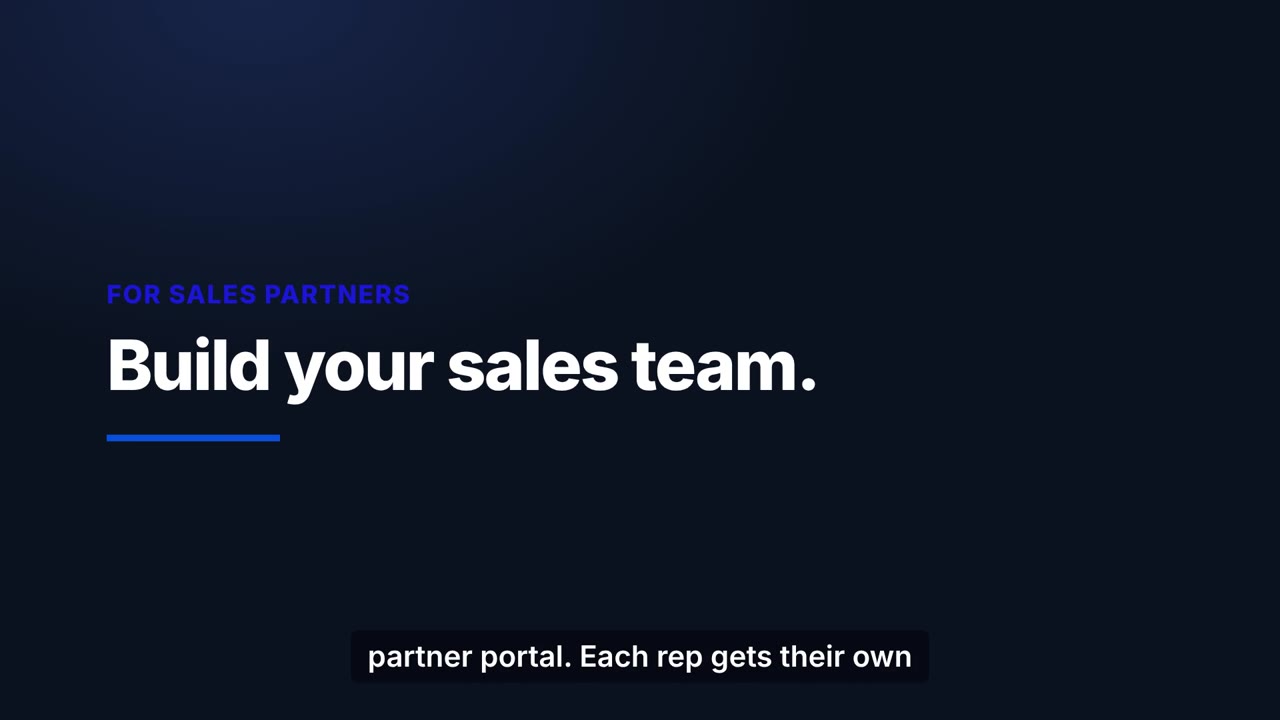 FOR SALES PARTNERS
Build your sales team.
partner portal. Each rep gets their own